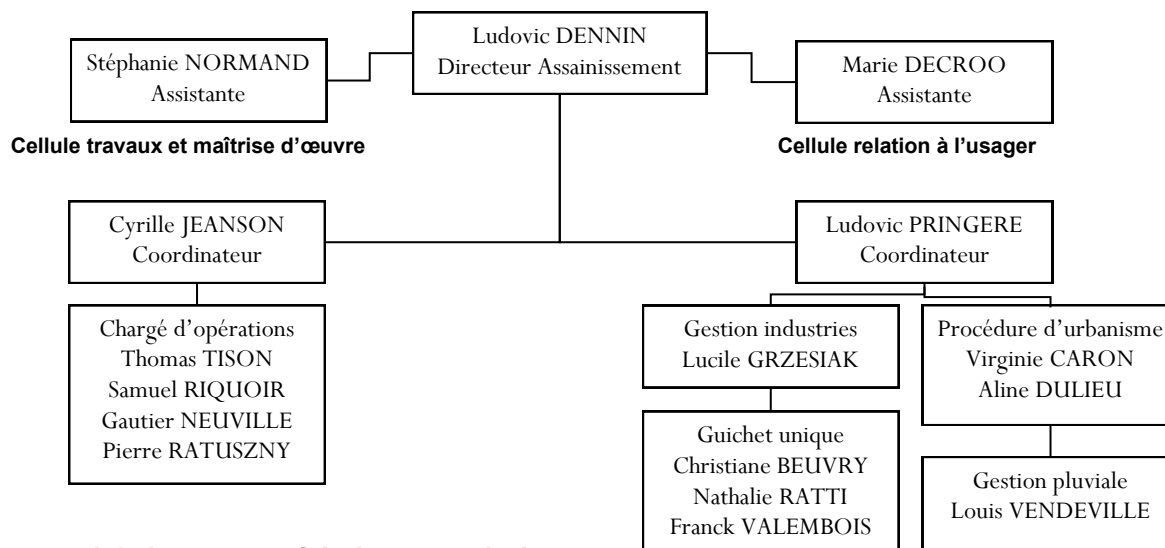 Ludovic DENNIN
Directeur Assainissement
Stéphanie NORMAND
Assistante
Marie DECROO
Assistante
Cellule travaux et maîtrise d’œuvre
Cellule relation à l’usager
Cyrille JEANSON
Coordinateur
Ludovic PRINGERE
Coordinateur
Chargé d’opérations
Thomas TISON
Samuel RIQUOIR
Gautier NEUVILLE
Pierre RATUSZNY
Gestion industries
Lucile GRZESIAK
Procédure d’urbanisme
Virginie CARON
Aline DULIEU
Guichet unique
Christiane BEUVRY
Nathalie RATTI
Franck VALEMBOIS
Gestion pluviale
Louis VENDEVILLE